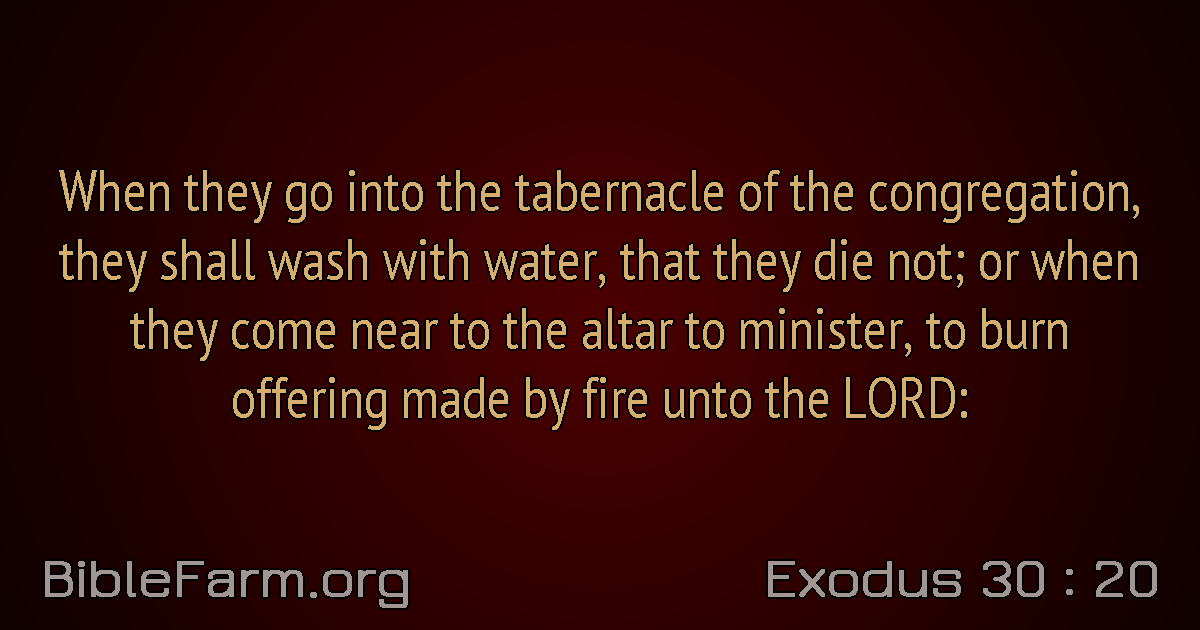 When they go into the tabernacle of the congregation,
they shall wash with water, that they die not; or when
they come near to the altar to minister, to burn
offering made by fire unto the LORD:
BibleFarm.org
Exodus 30 : 20